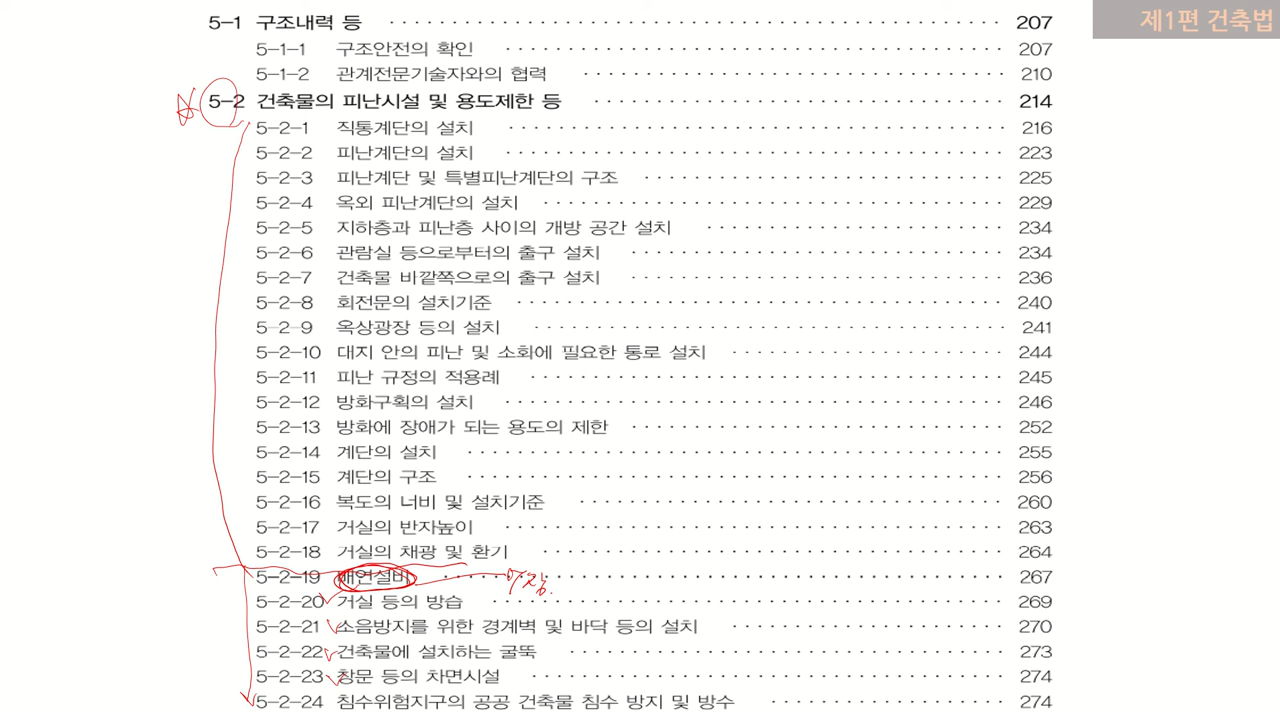 제1편 건축법
5-1 구조내력 등 207
5-1-1 구조안전의 확인 207
5-1-2 관계전문기술자와의 협력 210
5-2 건축물의 피난시설 및 용도제한 등 214
5-2-1 직통계단의 설치 216
5-2-2 피난계단의 설치 223
5-2-3 피난계단 및 특별피난계단의 구조 225
5-2-4 옥외 피난계단의 설치 229
5-2-5 지하층과 피난층 사이의 개방 공간 설치 234
5-2-6 관람실 등으로부터의 출구 설치 234
5-2-7 건축물 바깥쪽으로의 출구 설치 236
5-2-8 회전문의 설치기준 240
5-2-9 옥상광장 등의 설치 241
5-2-10 대지 안의 피난 및 소화에 필요한 통로 설치 244
5-2-11 피난 규정의 적용례 245
5-2-12 방화구획의 설치 246
5-2-13 방화에 장애가 되는 용도의 제한 252
5-2-14 계단의 설치 255
5-2-15 계단의 구조 256
5-2-16 복도의 너비 및 설치기준 260
5-2-17 거실의 반자높이 263
5-2-18 거실의 채광 및 환기 264
5-2-19 배연설비 267
5-2-20 거실 등의 방습 269
5-2-21 소음방지를 위한 경계벽 및 바닥 등의 설치 270
5-2-22 건축물에 설치하는 굴뚝 273
5-2-23 창문 등의 차면시설 274
5-2-24 침수위험지구의 공공 건축물 침수 방지 및 방수 274